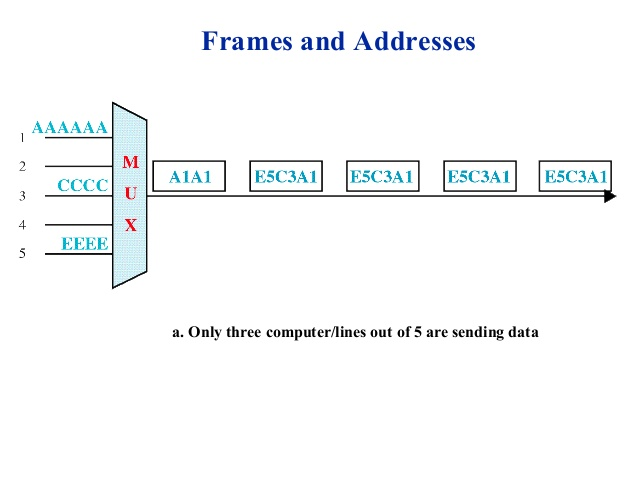 Frames and Addresses
1 AAAAAA
2
3 CCCC
4
5 EEEE
M
U
X
A1A1 E5C3A1 E5C3A1 E5C3A1 E5C3A1
a. Only three computer/lines out of 5 are sending data